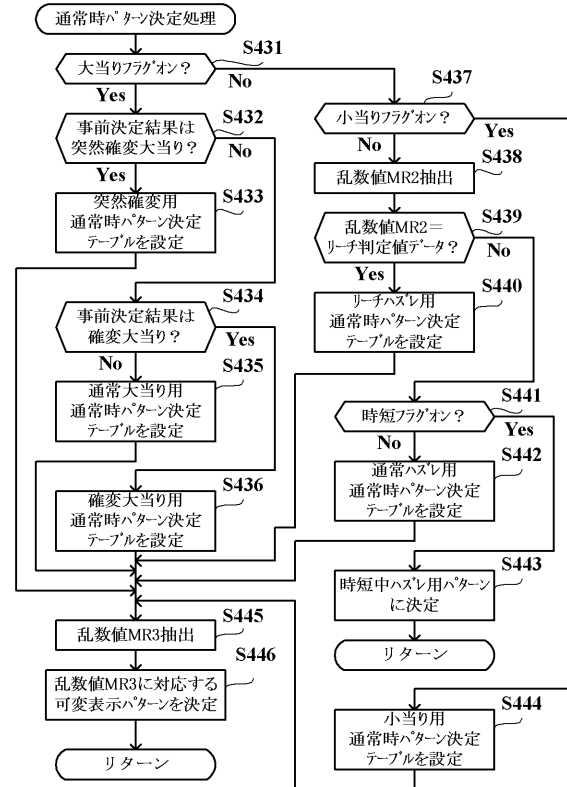 通常時パターン決定処理
S431
大当りフラグオン？
Yes
No
S432
事前決定結果は
突然確変大当り？
No
Yes
S433
突然確変用
通常時パターン決定
テーブルを設定
S434
事前決定結果は
確変大当り？
Yes
No
S435
通常大当り用
通常時パターン決定
テーブルを設定
S436
確変大当り用
通常時パターン決定
テーブルを設定
S445
乱数値MR3抽出
S446
乱数値MR3に対応する
可変表示パターンを決定
リターン
S437
小当りフラグオン？
Yes
No
S438
乱数値MR2抽出
S439
乱数値MR2＝
リーチ判定値データ？
No
Yes
S440
リーチハズレ用
通常時パターン決定
テーブルを設定
S441
時短フラグオン？
Yes
No
S442
通常ハズレ用
通常時パターン決定
テーブルを設定
S443
時短中ハズレ用パターン
に決定
リターン
S444
小当り用
通常時パターン決定
テーブルを設定